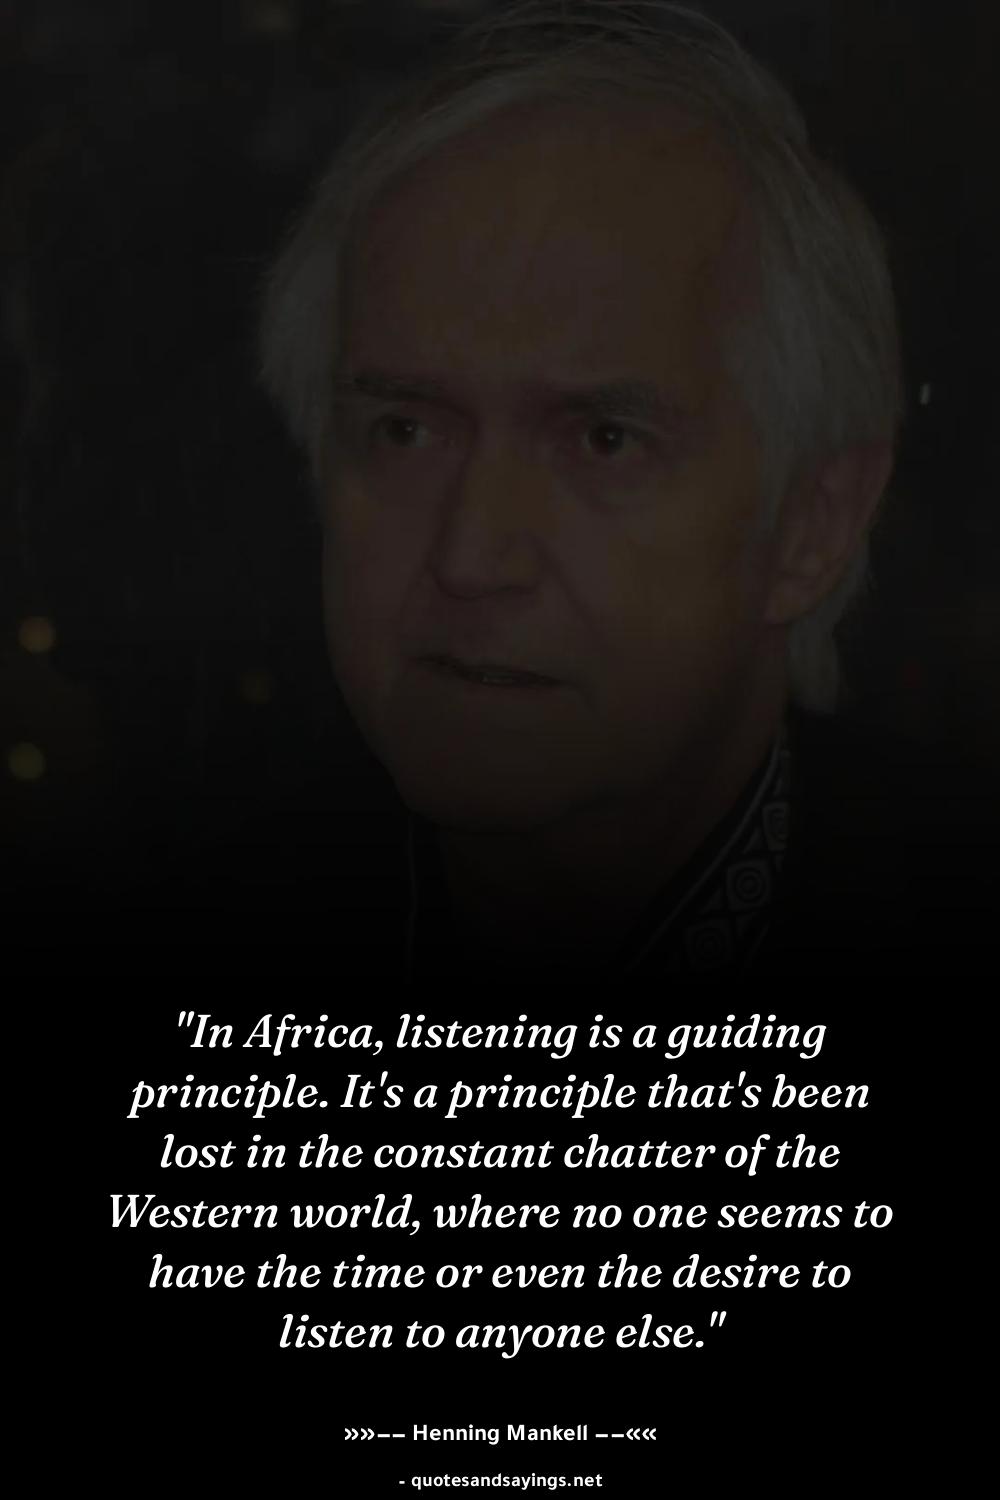 "In Africa, listening is a guiding
principle. It's a principle that's been
lost in the constant chatter of the
Western world, where no one seems to
have the time or even the desire to
listen to anyone else."
»»−− Henning Mankell −−««
- quotesandsayings.net